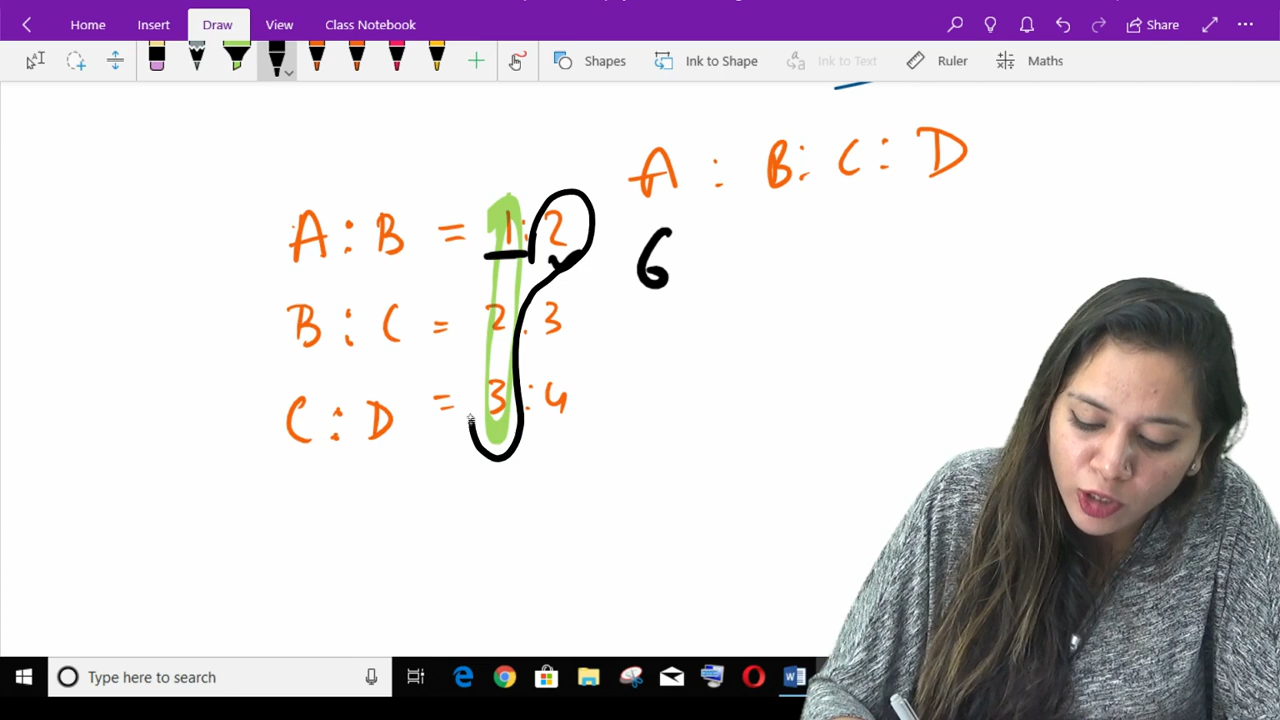 Home Insert Draw View Class Notebook Share
Shapes Ink to Shape Ink to Text Ruler Maths
A : B : C : D
A : B = 1 : 2
6
B : C = 2 : 3
C : D = 3 : 4
Type here to search